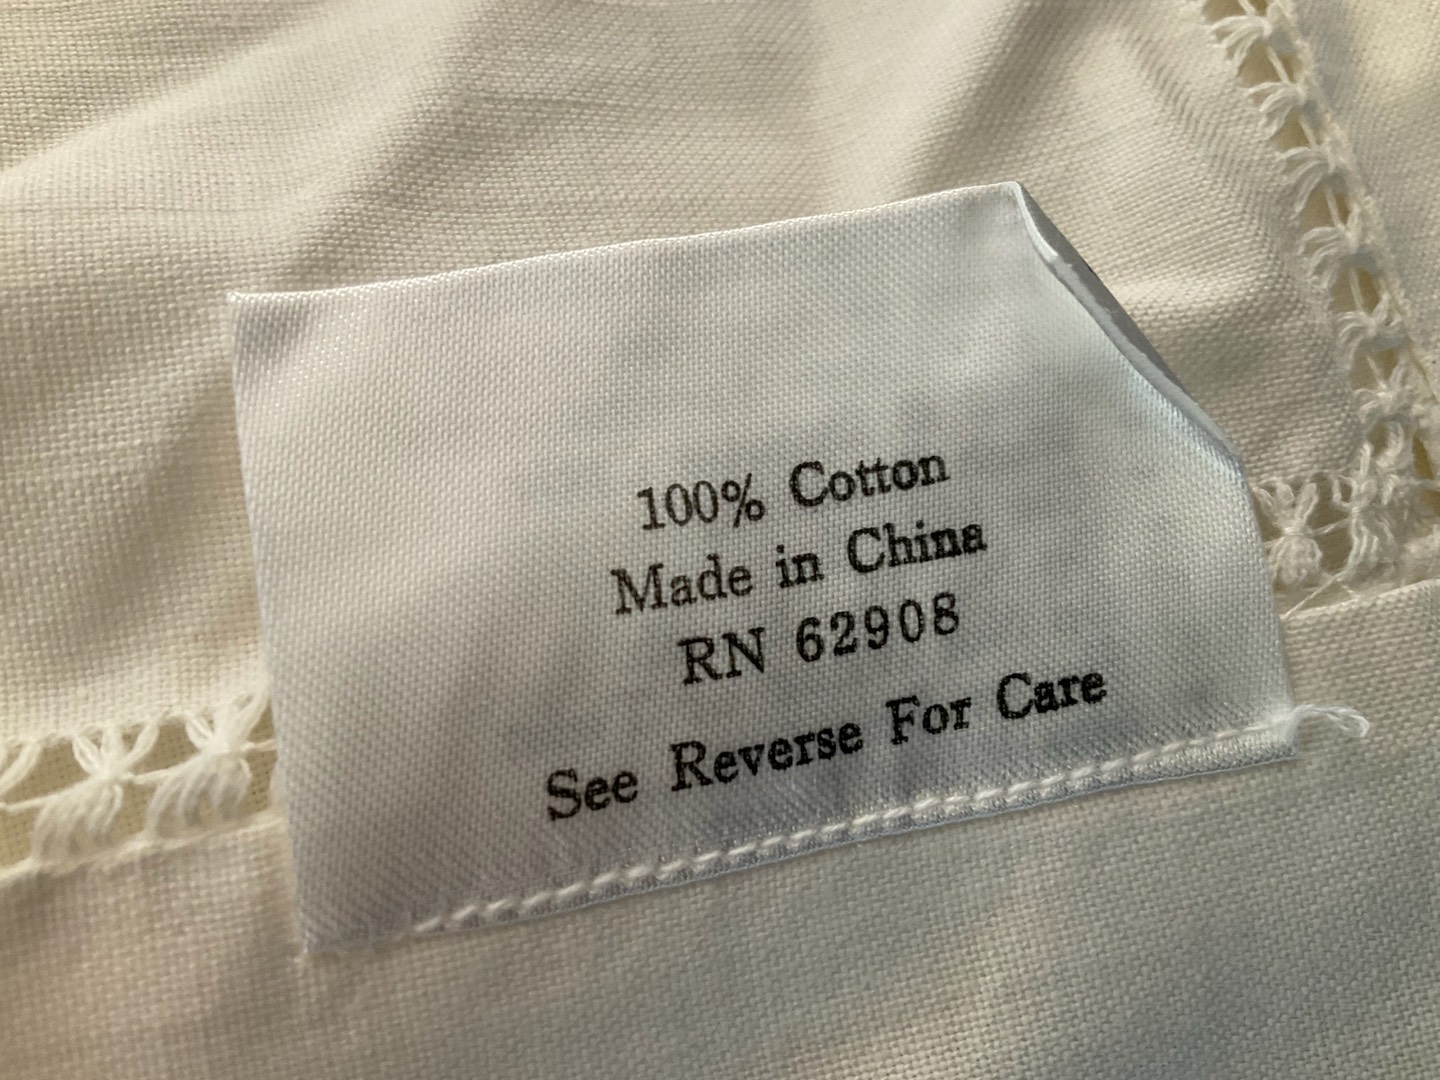 100% Cotton
Made in China
RN 62908
See Reverse For Care